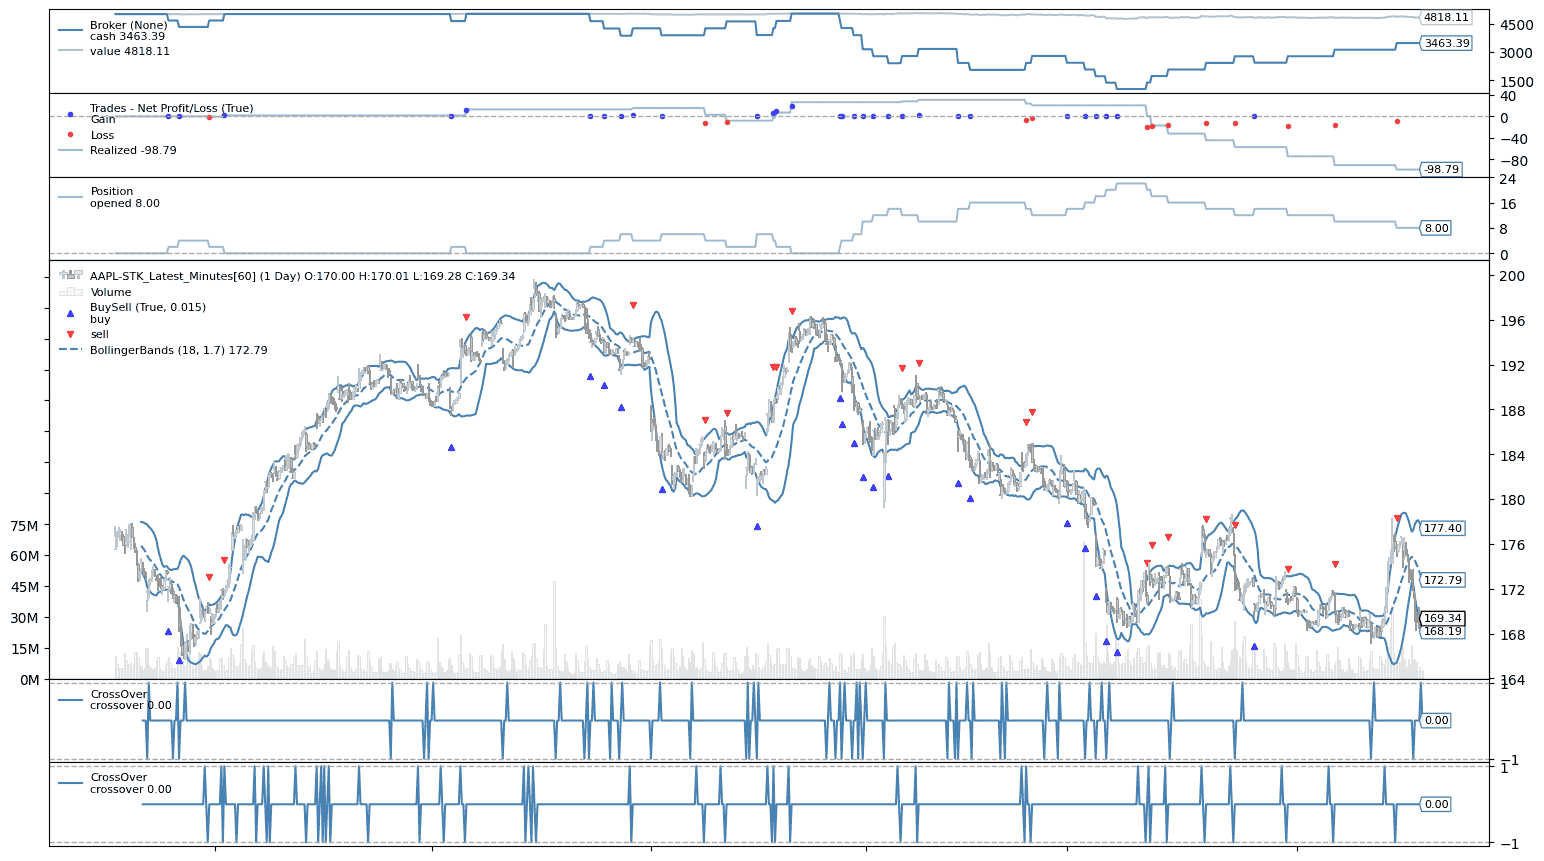 Broker (None)
cash 3463.39
value 4818.11
4818.11
4500
3463.39
3000
1500
Trades - Net Profit/Loss (True)
Gain
Loss
Realized -98.79
40
0
−40
−80
-98.79
Position
opened 8.00
24
16
8.00
8
0
AAPL-STK_Latest_Minutes[60] (1 Day) O:170.00 H:170.01 L:169.28 C:169.34
Volume
BuySell (True, 0.015)
buy
sell
BollingerBands (18, 1.7) 172.79
200
196
192
188
184
180
176
172
168
164
177.40
172.79
169.34
168.19
75M
60M
45M
30M
15M
0M
CrossOver
crossover 0.00
1
0.00
−1
CrossOver
crossover 0.00
1
0.00
−1